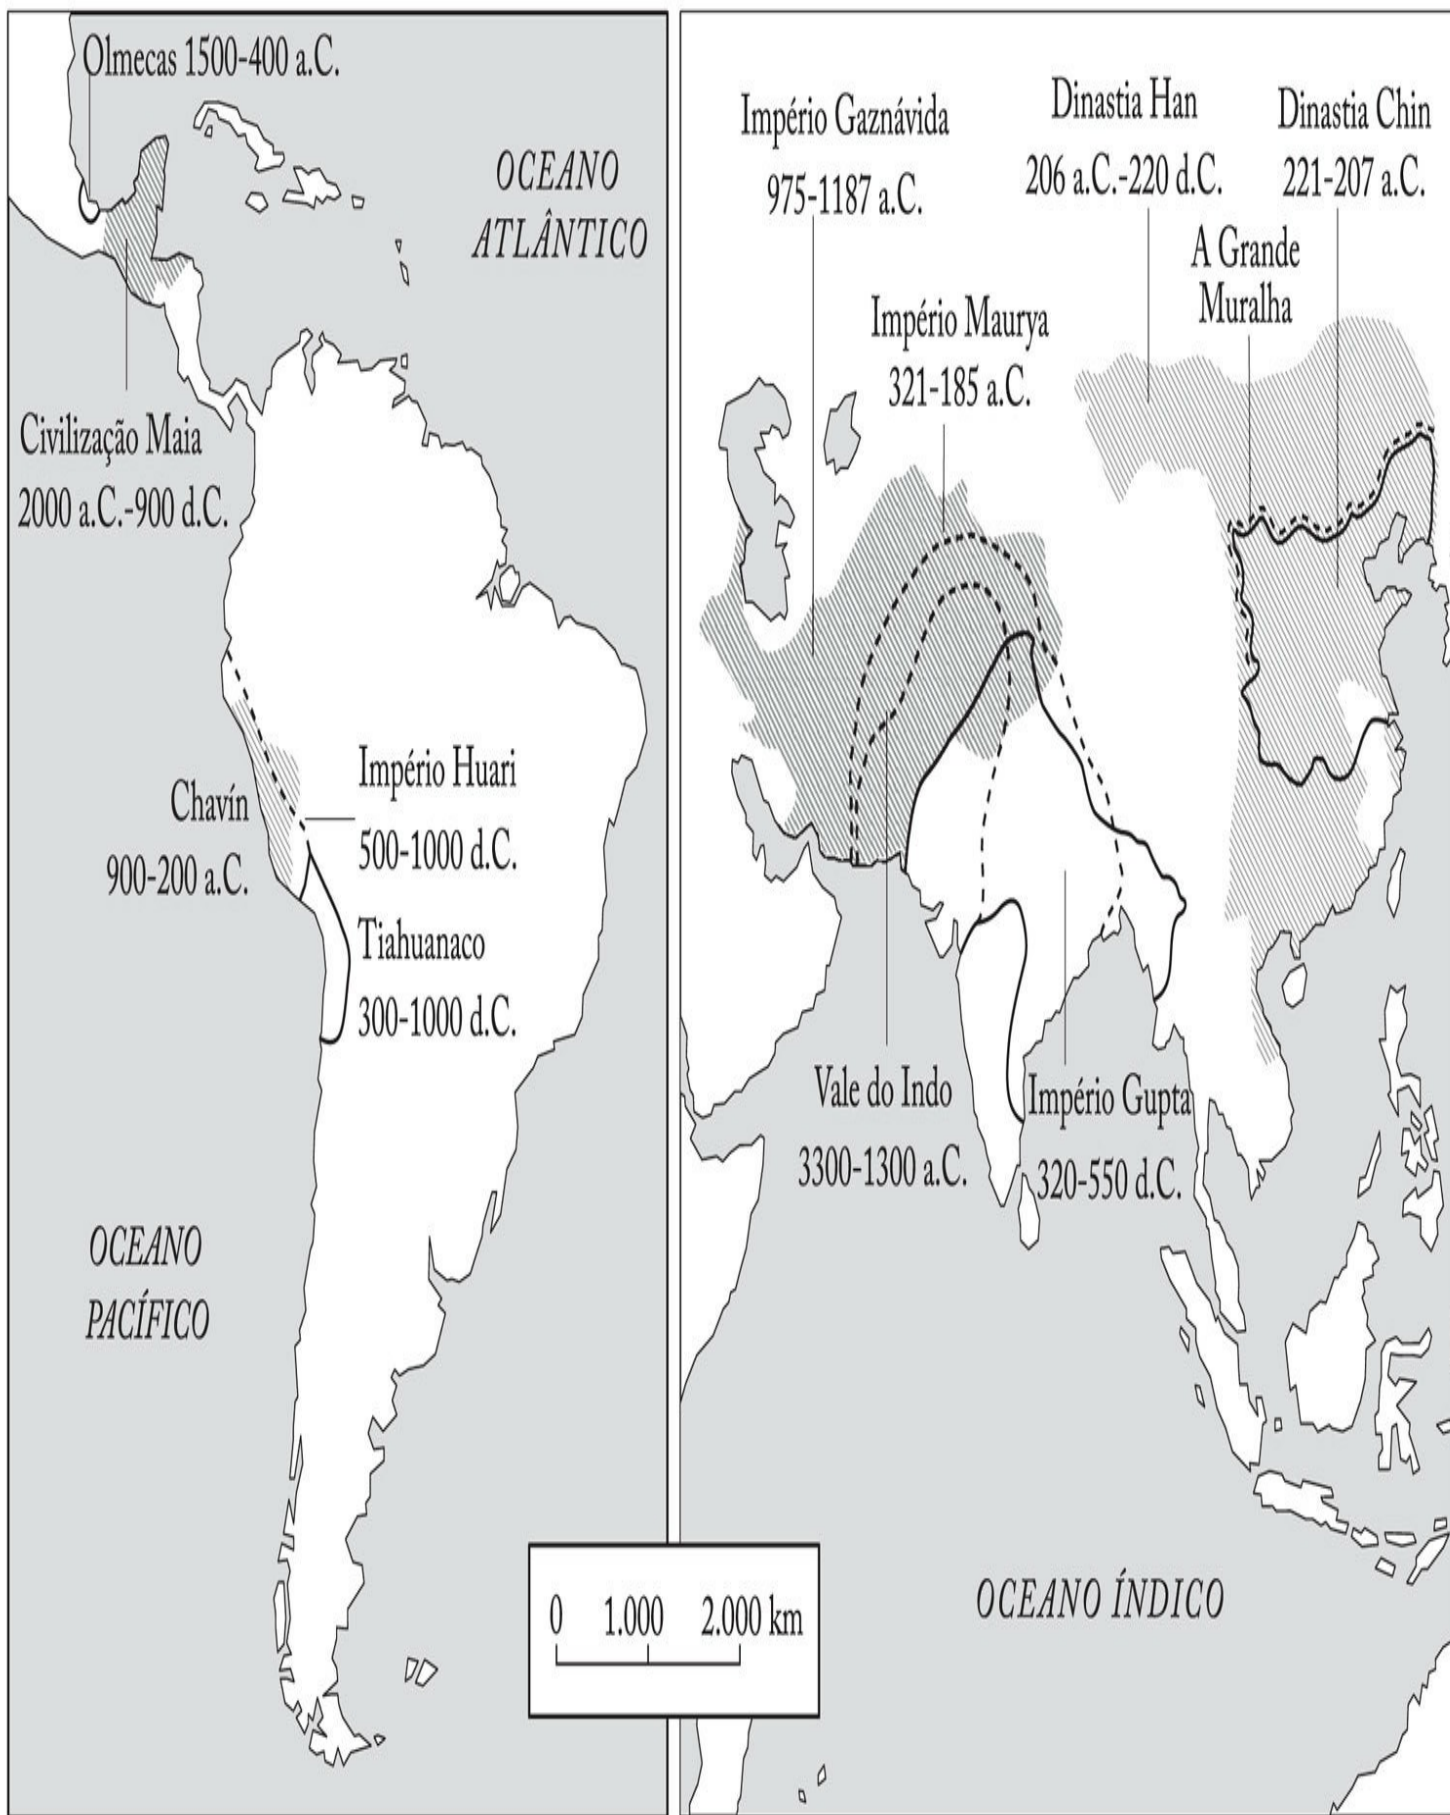 Olmecas 1500-400 a.C.
OCEANO
ATLÂNTICO
Civilização Maia
2000 a.C.-900 d.C.
Chavín
900-200 a.C.
Império Huari
500-1000 d.C.
Tiahuanaco
300-1000 d.C.
OCEANO
PACÍFICO
Império Gaznávida
975-1187 a.C.
Dinastia Han
206 a.C.-220 d.C.
Dinastia Chin
221-207 a.C.
A Grande
Muralha
Império Maurya
321-185 a.C.
Vale do Indo
3300-1300 a.C.
Império Gupta
320-550 d.C.
OCEANO ÍNDICO
0 1.000 2.000 km